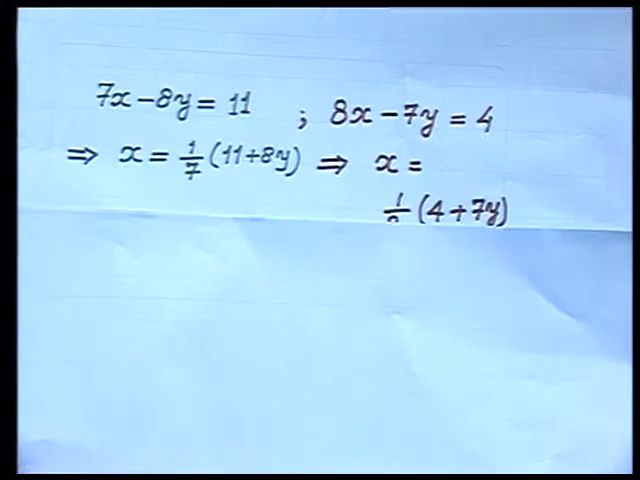 7x-8y = 11 ; 8x-7y = 4
⇒ x = 1/7 (11+8y) ⇒ x =
(4+7y)